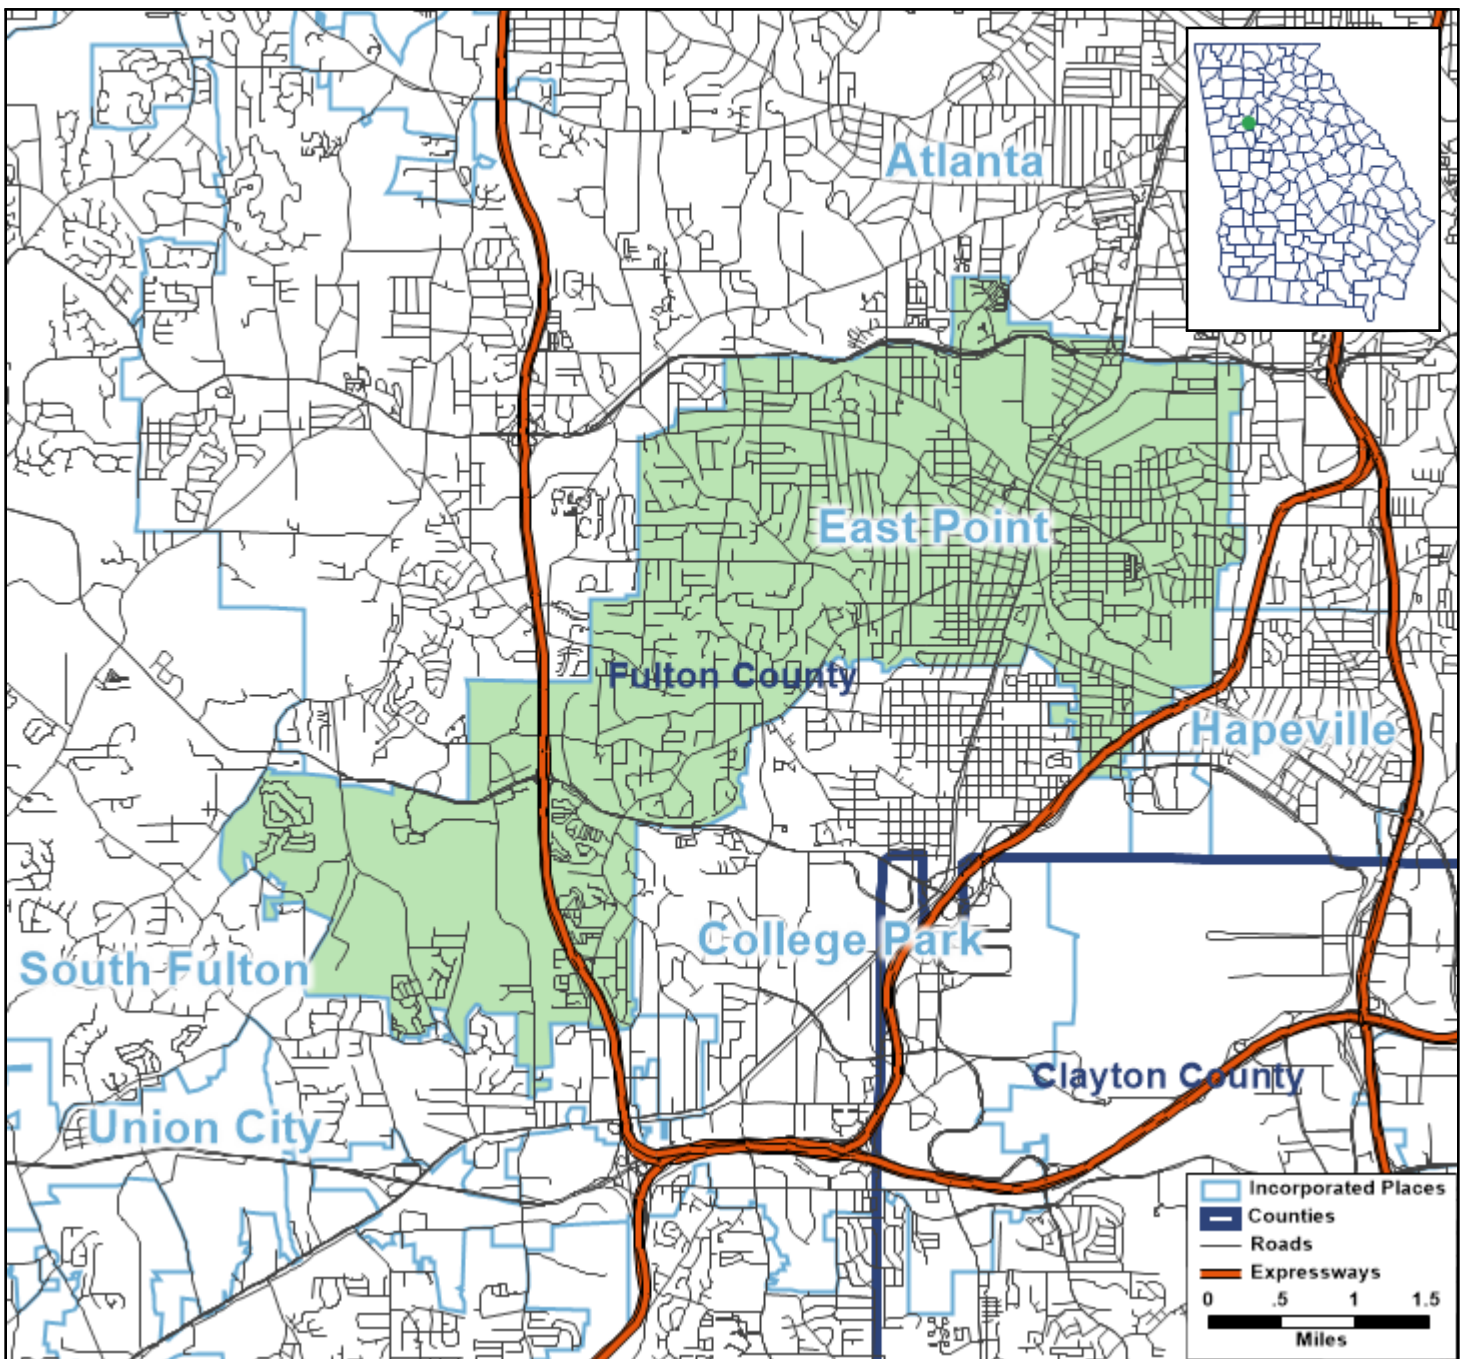 Atlanta
East Point
Fulton County
Hapeville
College Park
South Fulton
Clayton County
Union City
Incorporated Places
Counties
Roads
Expressways
0 .5 1 1.5
Miles